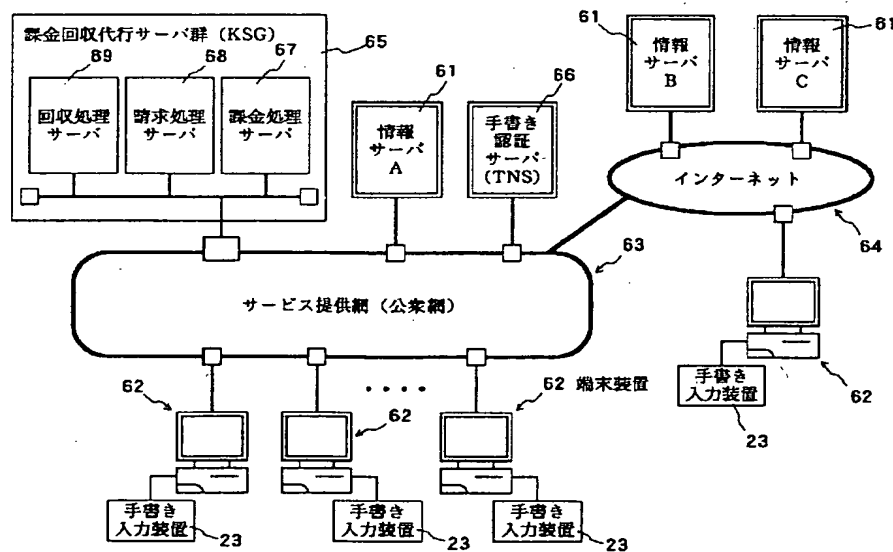 課金回収代行サーバ群(KSG)
65
69
68
67
回収処理
サーバ
請求処理
サーバ
課金処理
サーバ
61
情報
サーバ
A
66
手書き
認証
サーバ
(TNS)
61
情報
サーバ
B
61
情報
サーバ
C
インターネット
64
63
サービス提供網(公衆網)
62
62
62 端末装置
62
手書き
入力装置
23
手書き
入力装置
23
手書き
入力装置
23
手書き
入力装置
23